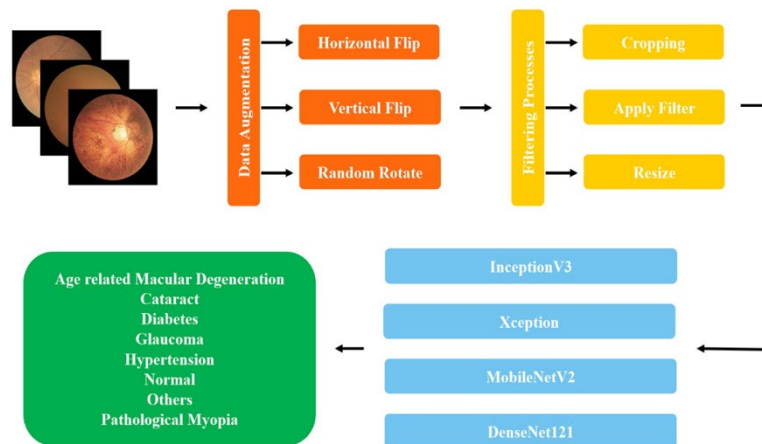 Data Augmentation
Horizontal Flip
Vertical Flip
Random Rotate
Filtering Processes
Cropping
Apply Filter
Resize
Age related Macular Degeneration
Cataract
Diabetes
Glaucoma
Hypertension
Normal
Others
Pathological Myopia
InceptionV3
Xception
MobileNetV2
DenseNet121